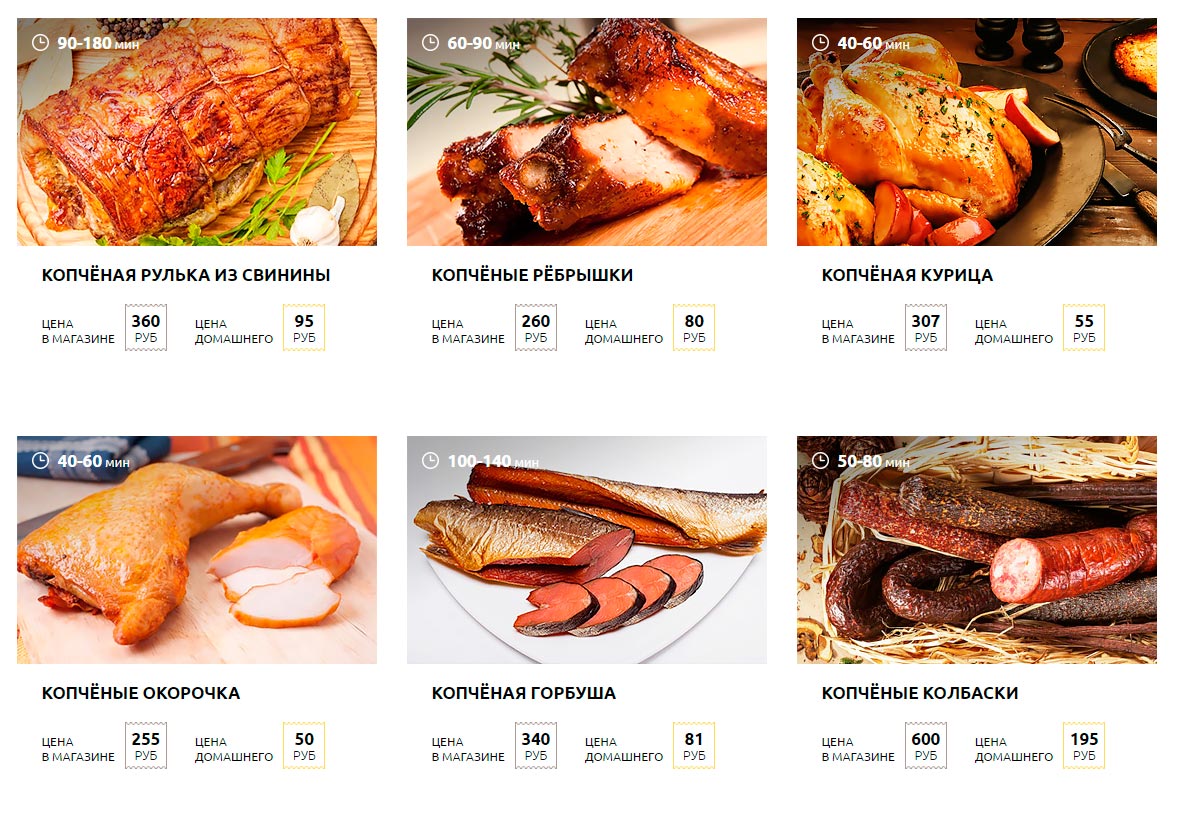 90-180 мин
60-90 мин
40-60 мин
КОПЧЁНАЯ РУЛЬКА ИЗ СВИНИНЫ
КОПЧЁНЫЕ РЁБРЫШКИ
КОПЧЁНАЯ КУРИЦА
ЦЕНА
В МАГАЗИНЕ
360
РУБ
ЦЕНА
ДОМАШНЕГО
95
РУБ
ЦЕНА
В МАГАЗИНЕ
260
РУБ
ЦЕНА
ДОМАШНЕГО
80
РУБ
ЦЕНА
В МАГАЗИНЕ
307
РУБ
ЦЕНА
ДОМАШНЕГО
55
РУБ
40-60 мин
100-140 мин
50-80 мин
КОПЧЁНЫЕ ОКОРОЧКА
КОПЧЁНАЯ ГОРБУША
КОПЧЁНЫЕ КОЛБАСКИ
ЦЕНА
В МАГАЗИНЕ
255
РУБ
ЦЕНА
ДОМАШНЕГО
50
РУБ
ЦЕНА
В МАГАЗИНЕ
340
РУБ
ЦЕНА
ДОМАШНЕГО
81
РУБ
ЦЕНА
В МАГАЗИНЕ
600
РУБ
ЦЕНА
ДОМАШНЕГО
195
РУБ